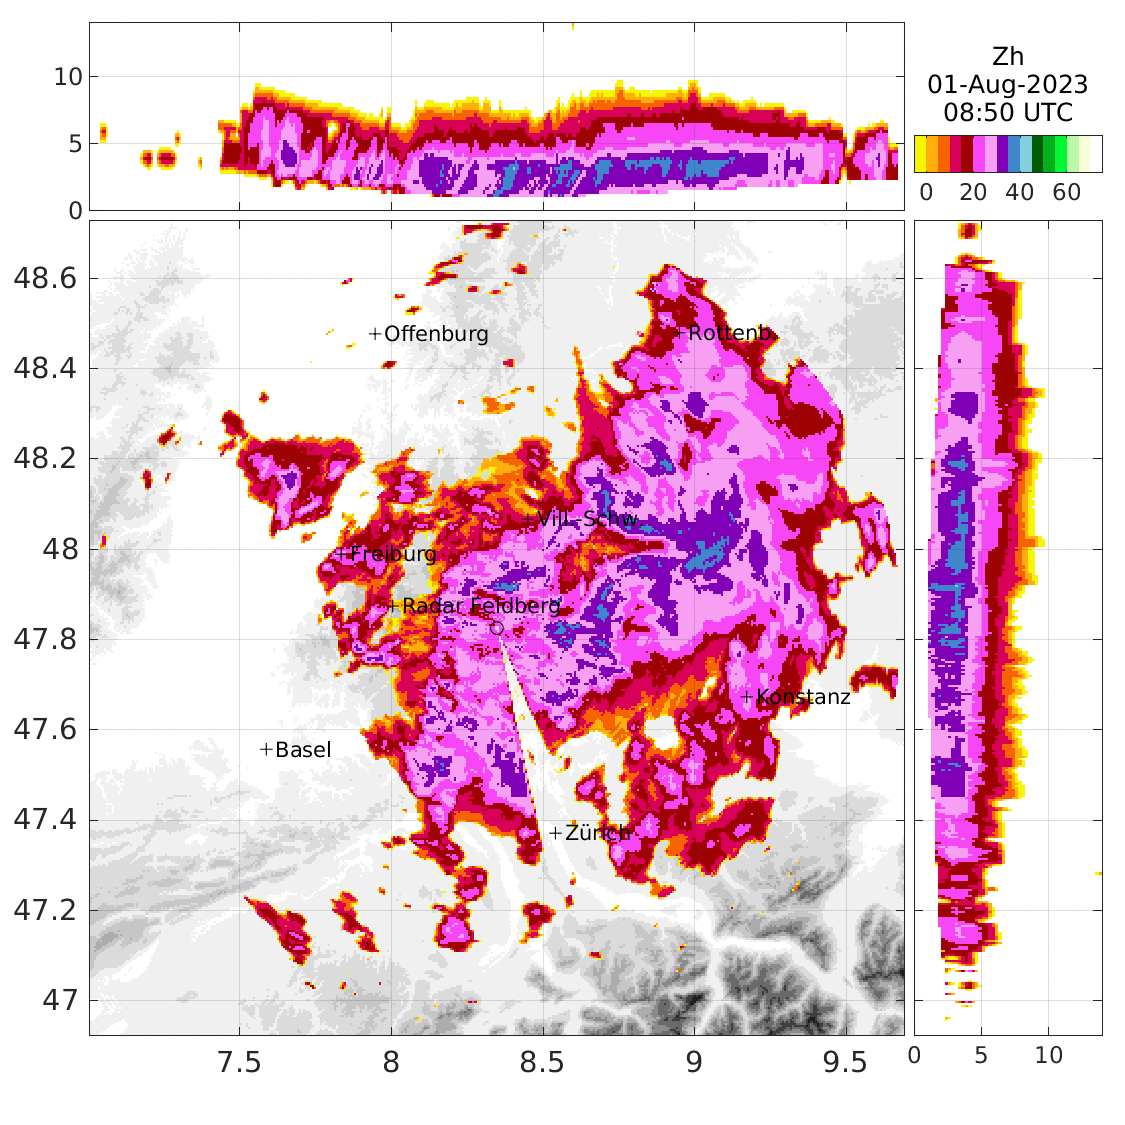 10
5
0
Zh
01-Aug-2023
08:50 UTC
0 20 40 60
48.6
48.4
48.2
48
47.8
47.6
47.4
47.2
47
+Offenburg
+Rottenb.
+Vill.-Schw.
+Freiburg
+Radar Feldberg
+Konstanz
+Basel
+Zürich
7.5 8 8.5 9 9.5
0 5 10